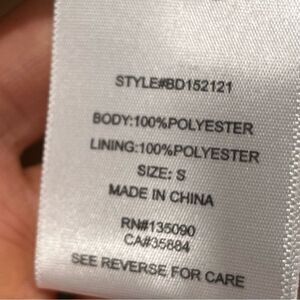 STYLE#BD152121
BODY:100%POLYESTER
LINING:100%POLYESTER
SIZE: S
MADE IN CHINA
RN#135090
CA#35884
SEE REVERSE FOR CARE